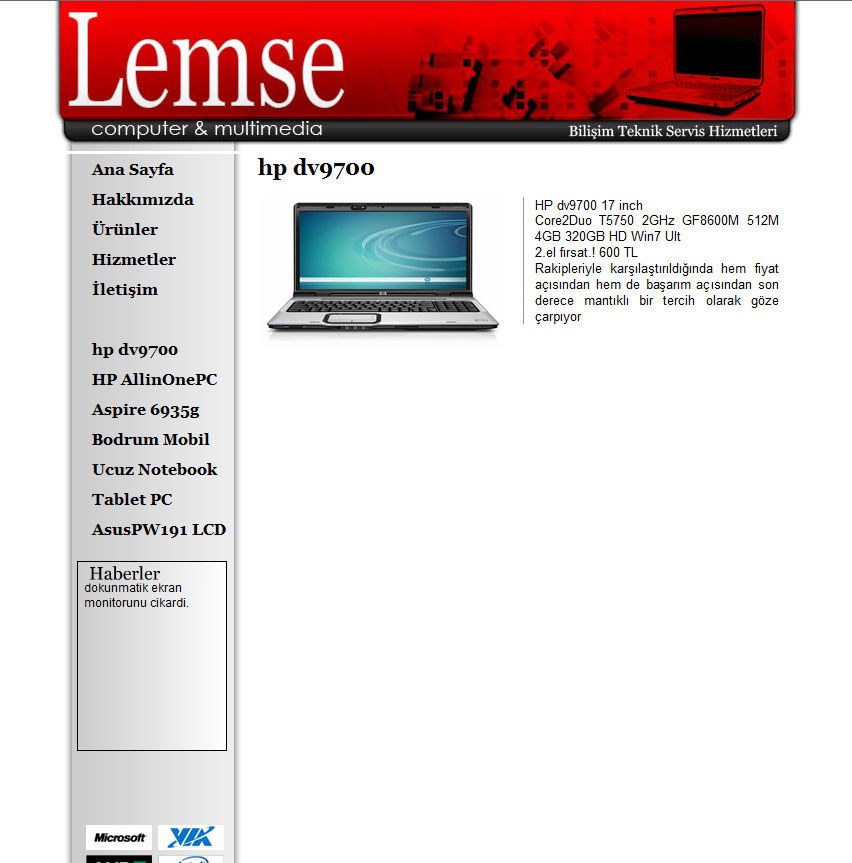 Lemse
computer & multimedia
Bilişim Teknik Servis Hizmetleri
Ana Sayfa
Hakkımızda
Ürünler
Hizmetler
İletişim
hp dv9700
HP AllinOnePC
Aspire 6935g
Bodrum Mobil
Ucuz Notebook
Tablet PC
AsusPW191 LCD
Haberler
dokunmatik ekran
monitorunu cikardi.
Microsoft
VIA
hp dv9700
HP dv9700 17 inch
Core2Duo T5750 2GHz GF8600M 512M
4GB 320GB HD Win7 Ult
2.el fırsat.! 600 TL
Rakipleriyle karşılaştırıldığında hem fiyat
açısından hem de başarım açısından son
derece mantıklı bir tercih olarak göze
çarpıyor